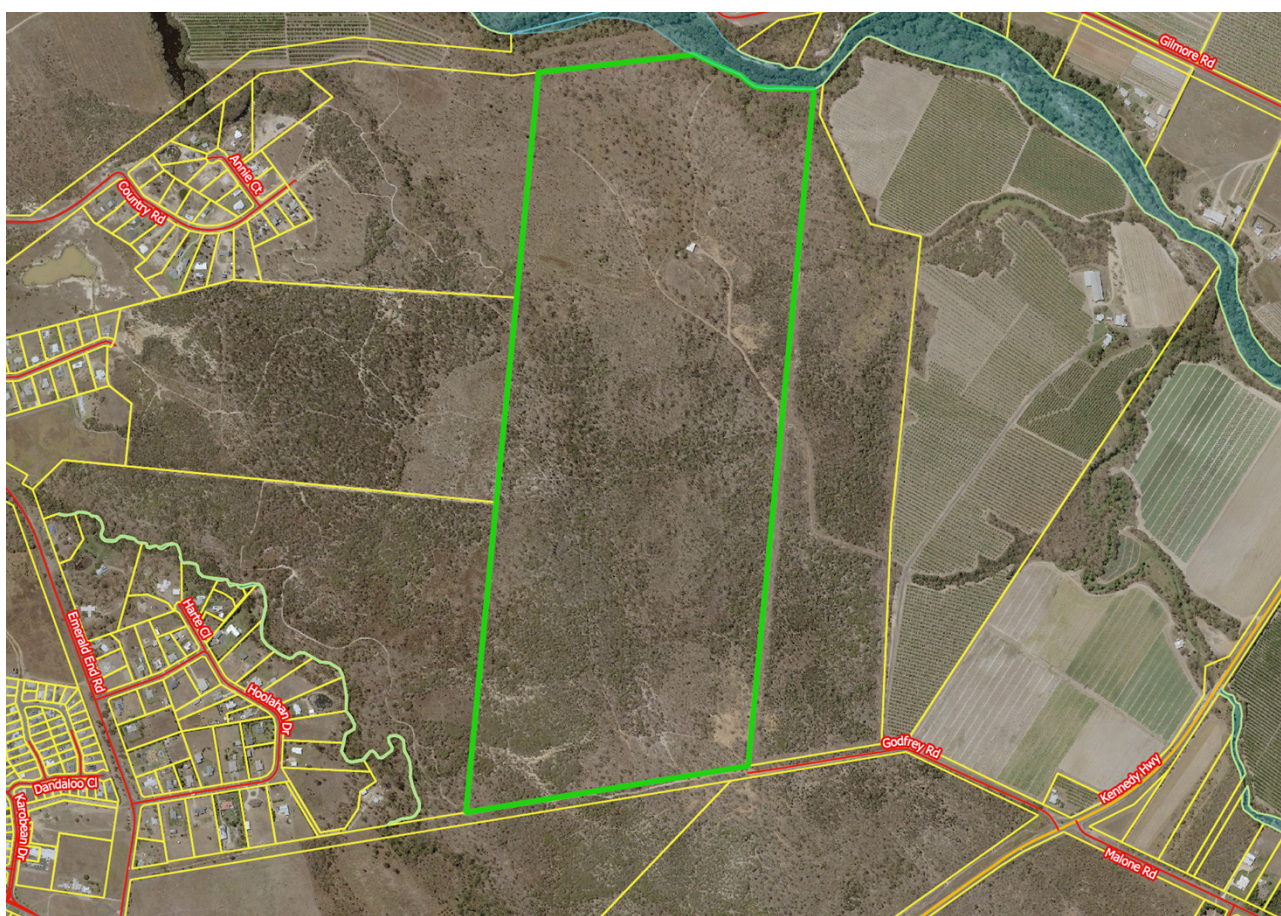 Gilmore Rd
Annie Ct
Country Rd
Emerald End Rd
Harte Cl
Hoolahan Dr
Godfrey Rd
Kennedy Hwy
Dandaloo Cl
Karobean Dr
Malone Rd